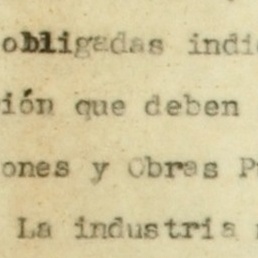 obligadas indi
ión que deben
ones y Obras P
La industria